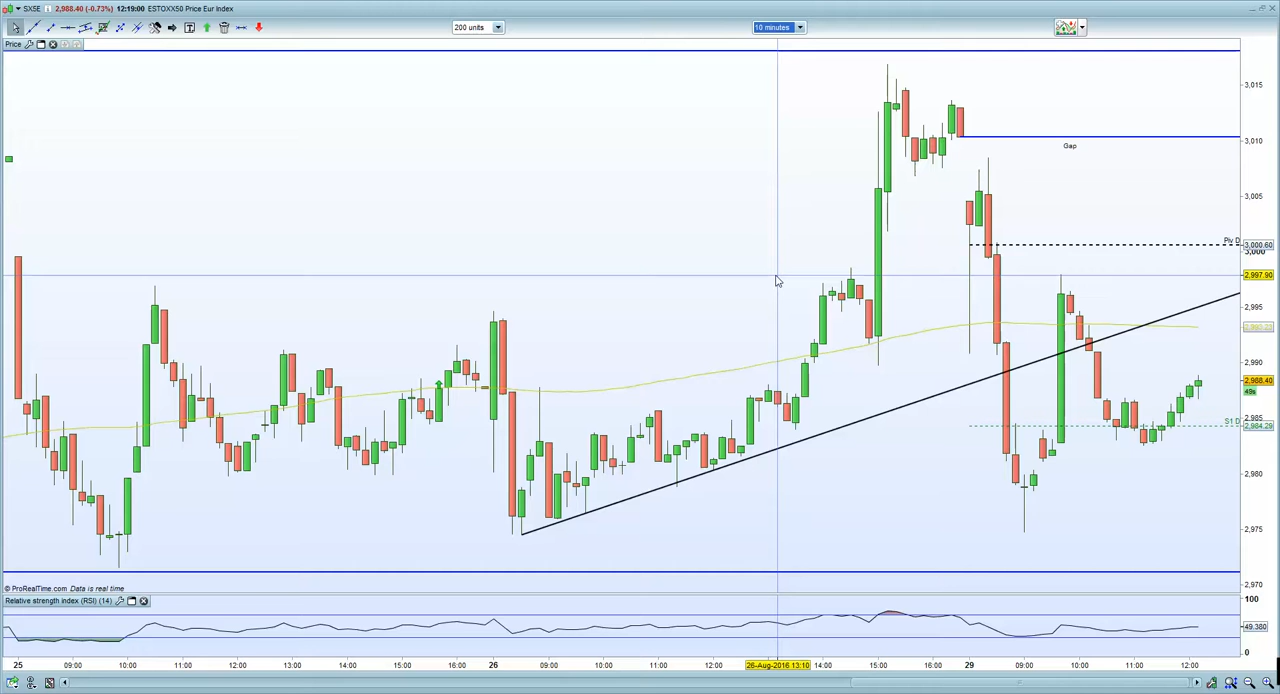 SX5E 2,988.40 (-0.73%) 12:19:00 ESTOXX50 Price Eur Index
200 units
10 minutes
Price
3,015
3,010
Gap
3,005
Piv D
3,000.60
3,000
2,997.90
2,995
2,990
2,988.40
49s
2,985
S1 D
2,984.29
2,980
2,975
2,970
© ProRealTime.com Data is real time
Relative strength index (RSI) (14)
100
49.380
0
25 09:00 10:00 11:00 12:00 13:00 14:00 15:00 16:00 26 09:00 10:00 11:00 12:00 26-Aug-2016 13:10 14:00 15:00 16:00 29 09:00 10:00 11:00 12:00